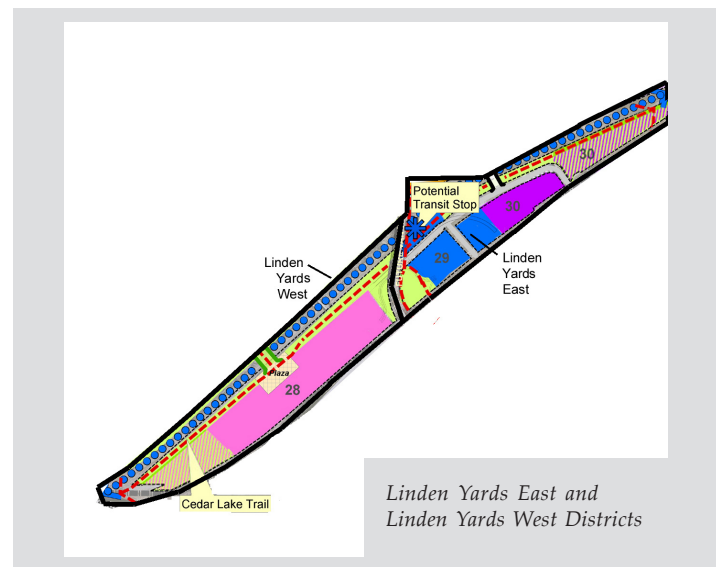 30
Potential
Transit Stop
30
Linden
Yards
West
29
Linden
Yards
East
Plaza
28
Cedar Lake Trail
Linden Yards East and
Linden Yards West Districts